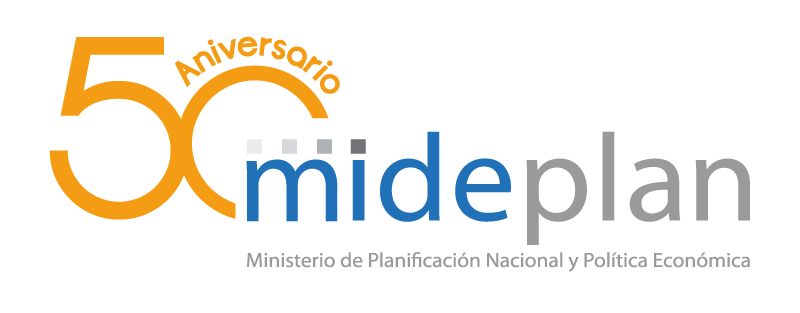 50 Aniversario
mideplan
Ministerio de Planificación Nacional y Política Económica